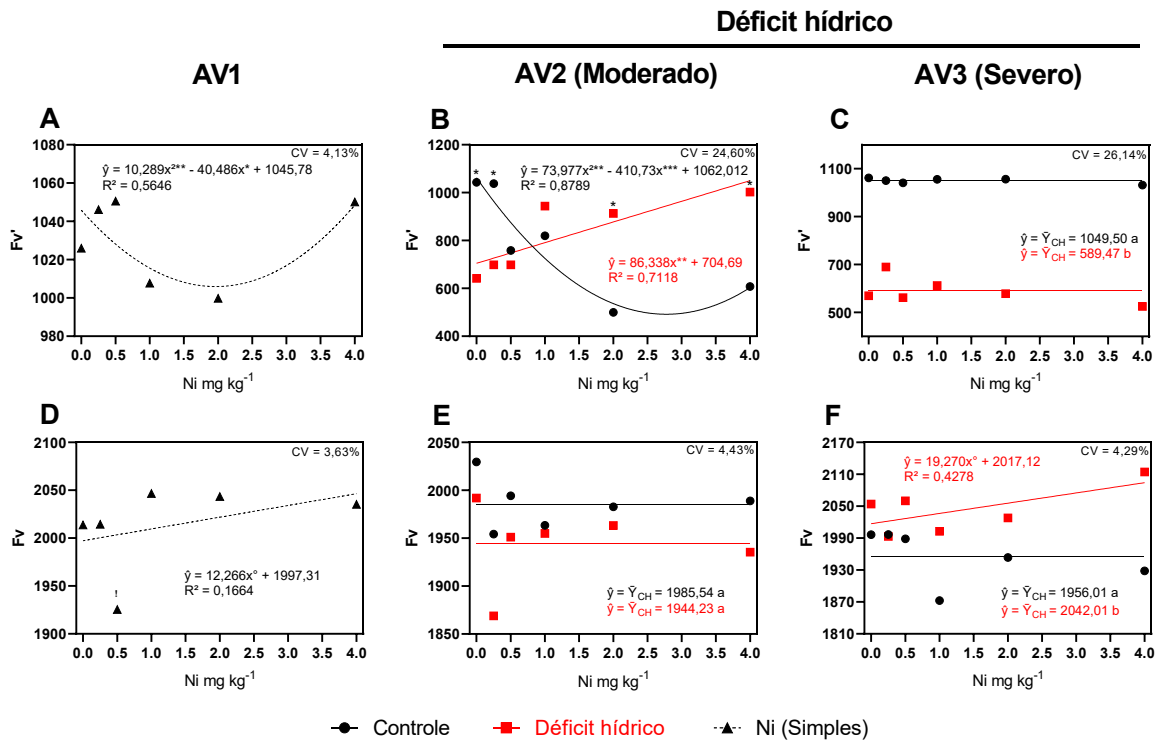 Déficit hídrico
AV1
AV2 (Moderado)
AV3 (Severo)
A
CV = 4,13%
ŷ = 10,289x²** - 40,486x* + 1045,78
R² = 0,5646
Fv'
1080
1060
1040
1020
1000
980
0.0 0.5 1.0 1.5 2.0 2.5 3.0 3.5 4.0
Ni mg kg⁻¹
B
CV = 24,60%
ŷ = 73,977x²** - 410,73x*** + 1062,012
R² = 0,8789
* *
*
*
ŷ = 86,338x** + 704,69
R² = 0,7118
Fv'
1200
1000
800
600
400
0.0 0.5 1.0 1.5 2.0 2.5 3.0 3.5 4.0
Ni mg kg⁻¹
C
CV = 26,14%
ŷ = ȲCH = 1049,50 a
ŷ = ȲCH = 589,47 b
Fv'
1100
900
700
500
0.0 0.5 1.0 1.5 2.0 2.5 3.0 3.5 4.0
Ni mg kg⁻¹
D
CV = 3,63%
!
ŷ = 12,266x° + 1997,31
R² = 0,1664
Fv
2100
2050
2000
1950
1900
0.0 0.5 1.0 1.5 2.0 2.5 3.0 3.5 4.0
Ni mg kg⁻¹
E
CV = 4,43%
ŷ = ȲCH = 1985,54 a
ŷ = ȲCH = 1944,23 a
Fv
2050
2000
1950
1900
1850
0.0 0.5 1.0 1.5 2.0 2.5 3.0 3.5 4.0
Ni mg kg⁻¹
F
CV = 4,29%
ŷ = 19,270x° + 2017,12
R² = 0,4278
ŷ = ȲCH = 1956,01 a
ŷ = ȲCH = 2042,01 b
Fv
2170
2110
2050
1990
1930
1870
1810
0.0 0.5 1.0 1.5 2.0 2.5 3.0 3.5 4.0
Ni mg kg⁻¹
Controle Déficit hídrico Ni (Simples)